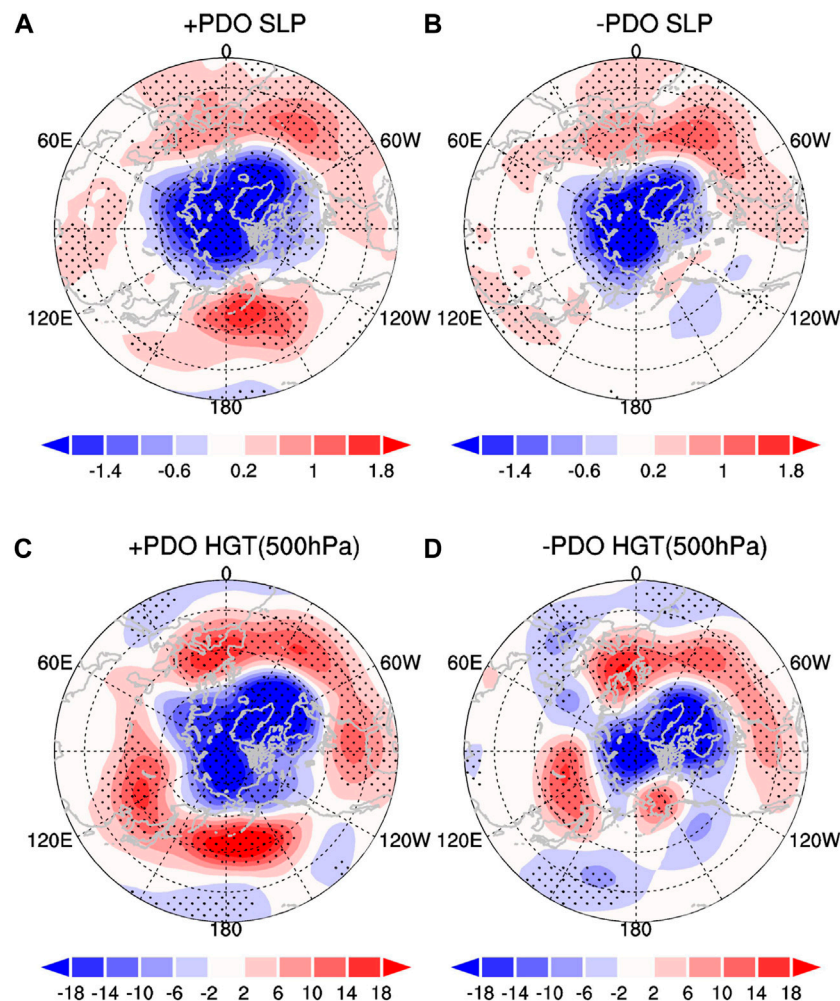 A +PDO SLP
0
60E 60W
120E 120W
180
-1.4 -0.6 0.2 1 1.8
B -PDO SLP
0
60E 60W
120E 120W
180
-1.4 -0.6 0.2 1 1.8
C +PDO HGT(500hPa)
0
60E 60W
120E 120W
180
-18 -14 -10 -6 -2 2 6 10 14 18
D -PDO HGT(500hPa)
0
60E 60W
120E 120W
180
-18 -14 -10 -6 -2 2 6 10 14 18